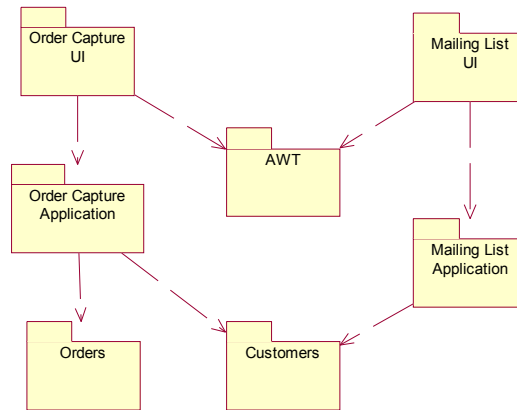 Order Capture
UI
Mailing List
UI
AWT
Order Capture
Application
Mailing List
Application
Orders
Customers